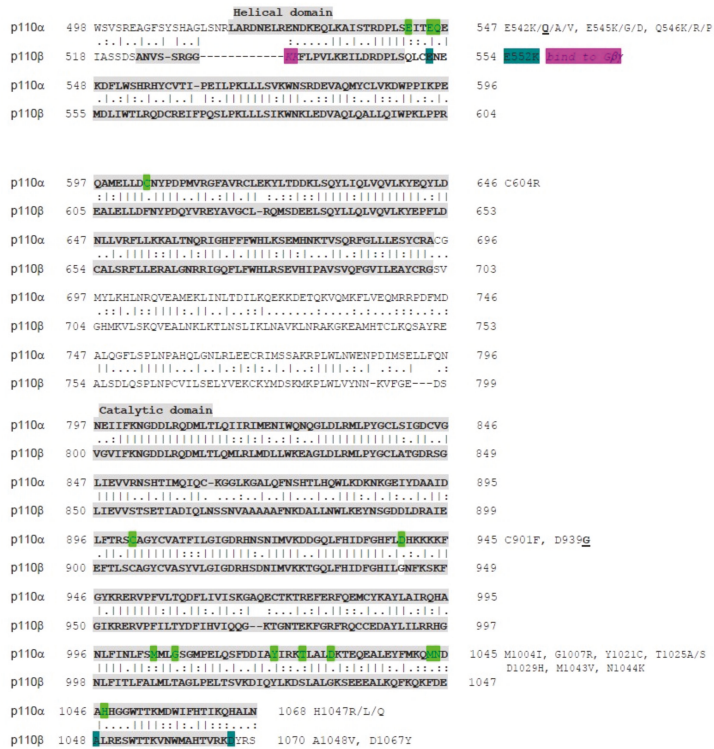 Helical domain
p110α 498 WSVSREAGFSYSHAGLSNRLARDNELRENDKEQLKAISTRDPLSEITEQE 547 E542K/Q/A/V, E545K/G/D, Q546K/R/P
p110β 518 IASSDSANVS-SRGG-------------KKFLPVLKEILDRDPLSQLCENE 554 E552K bind to Gβγ
p110α 548 KDFLWSHRHYCVTI-PEILPKLLLSVKWNSRDEVAQMYCLVKDWPPIKPE 596
p110β 555 MDLIWTLRQDCREIFPQSLPKLLLSIKWNKLEDVAQLQALLQIWPKLPPR 604
p110α 597 QAMELLDCNYPDPMVRGFAVRCLEKYLTDDKLSQYLIQLVQVLKYEQYLD 646 C604R
p110β 605 EALELLDFNYPDQYVREYAVGCL-RQMSDEELSQYLLQLVQVLKYEPFLD 653
p110α 647 NLLVRFLLKKALTNQRIGHFFFWHLKSEMHNKTVSQRFGLLLESYCRACG 696
p110β 654 CALSRFLLERALGNRRIGQFLFWHLRSEVHIPAVSVQFGVILEAYCRGSV 703
p110α 697 MYLKHLNRQVEAMEKLINLTDILKQEKKDETQKVQMKFLVEQMRRPDFMD 746
p110β 704 GHMKVLSKQVEALNKLKTLNSLIKLNAVKLNRAKGKEAMHTCLKQSAYRE 753
p110α 747 ALQGFLSPLNPAHQLGNLRLEECRIMSSAKRPLWLNWENPDIMSELLFQN 796
p110β 754 ALSDLQSPLNPCVILSELYVEKCKYMDSKMKPLWLVYNN-KVFGE---DS 799
Catalytic domain
p110α 797 NEIIFKNGDDLRQDMLTLQIIRIMENIWQNQGLDLRMLPYGCLSIGDCVG 846
p110β 800 VGVIFKNGDDLRQDMLTLQMLRLMDLLWKEAGLDLRMLPYGCLATGDRSG 849
p110α 847 LIEVVRNSHTIMQIQC-KGGLKGALQFNSHTLHQWLKDKNKGEIYDAAID 895
p110β 850 LIEVVSTSETIADIQLNSSNVAAAAAFNKDALLNWLKEYNSGDDLDRAIE 899
p110α 896 LFTRSCAGYCVATFILGIGDRHNSNIMVKDDGQLFHIDFGHFLDHKKKKF 945 C901F, D939G
p110β 900 EFTLSCAGYCVASYVLGIGDRHSDNIMVKKTGQLFHIDFGHILGNFKSKF 949
p110α 946 GYKRERVPFVLTQDFLIVISKGAQECTKTREFERFQEMCYKAYLAIRQHA 995
p110β 950 GIKRERVPFILTYDFIHVIQQG--KTGNTEKFGRFRQCCEDAYLILRRHG 997
p110α 996 NLFINLFSMMLGSGMPELQSFDDIAYIRKTLALDKTEQEALEYFMKQMND 1045 M1004I, G1007R, Y1021C, T1025A/S
D1029H, M1043V, N1044K
p110β 998 NLFITLFALMLTAGLPELTSVKDIQYLKDSLALGKSEEEALKQFKQKFDE 1047
p110α 1046 AHHGGWTTKMDWIFHTIKQHALN 1068 H1047R/L/Q
p110β 1048 ALRESWTTKVNWMAHTVRKDYRS 1070 A1048V, D1067Y